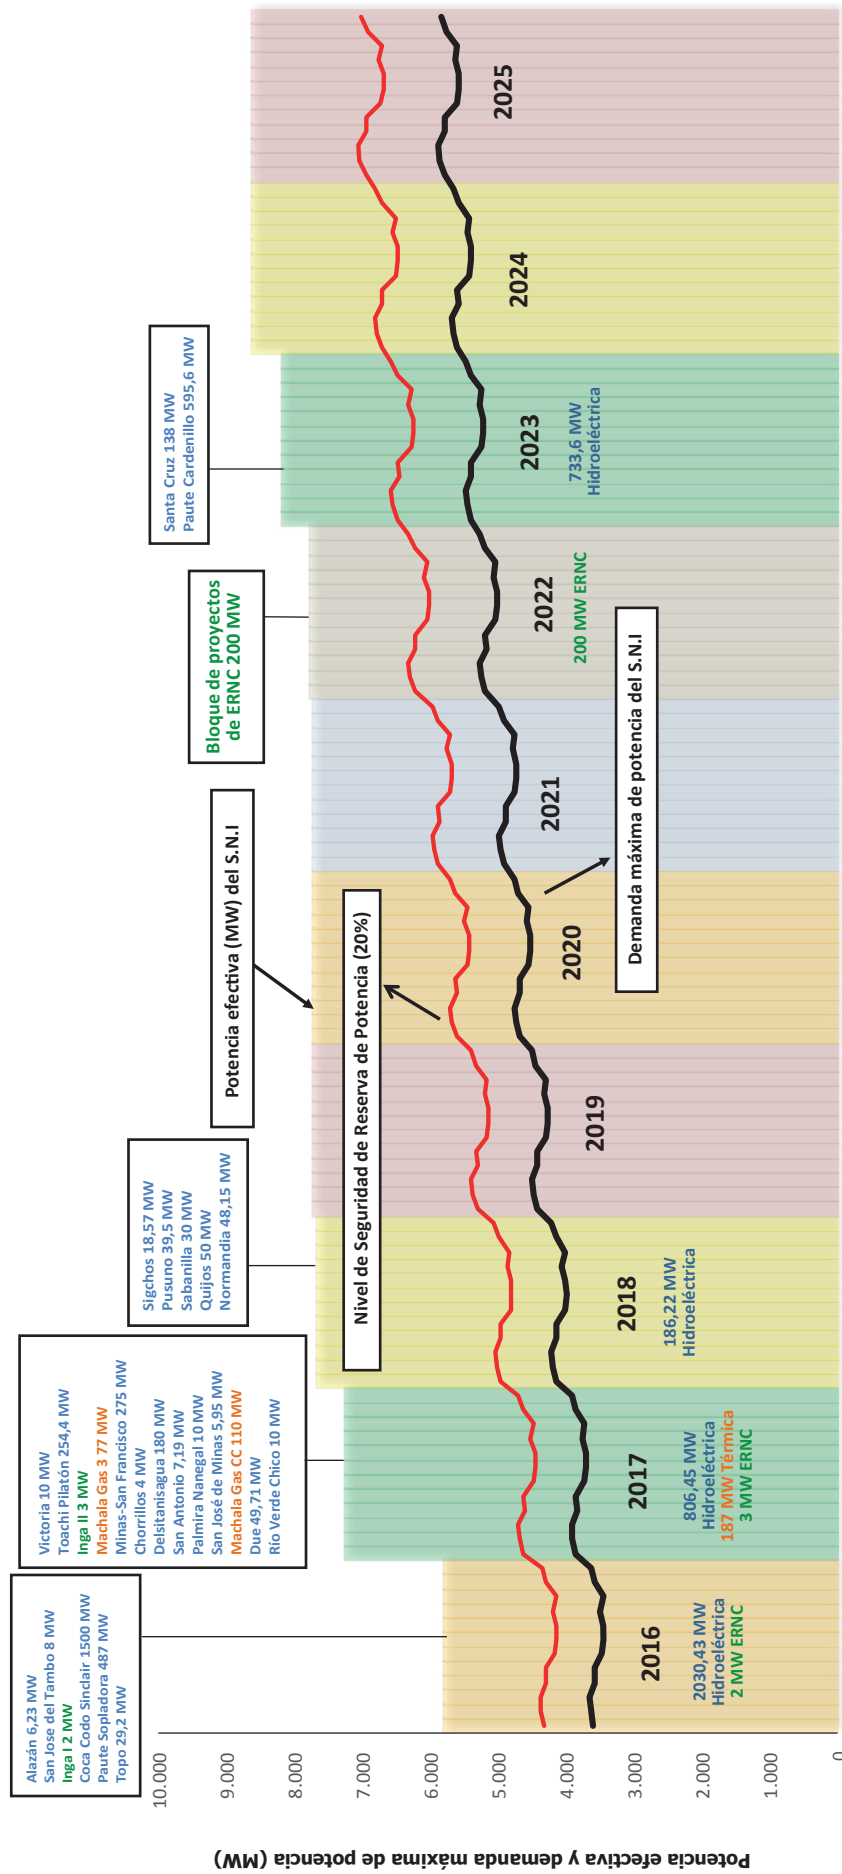 Alazán 6,23 MW
San Jose del Tambo 8 MW
Inga I 2 MW
Coca Codo Sinclair 1500 MW
Paute Sopladora 487 MW
Topo 29,2 MW
Victoria 10 MW
Toachi Pilatón 254,4 MW
Inga II 3 MW
Machala Gas 3 77 MW
Minas-San Francisco 275 MW
Chorrillos 4 MW
Delsitanisagua 180 MW
San Antonio 7,19 MW
Palmira Nanegal 10 MW
San José de Minas 5,95 MW
Machala Gas CC 110 MW
Due 49,71 MW
Río Verde Chico 10 MW
Sigchos 18,57 MW
Pusuno 39,5 MW
Sabanilla 30 MW
Quijos 50 MW
Normandia 48,15 MW
Potencia efectiva (MW) del S.N.I
Bloque de proyectos
de ERNC 200 MW
Santa Cruz 138 MW
Paute Cardenillo 595,6 MW
Nivel de Seguridad de Reserva de Potencia (20%)
Demanda máxima de potencia del S.N.I
Potencia efectiva y demanda máxima de potencia (MW)
10.000
9.000
8.000
7.000
6.000
5.000
4.000
3.000
2.000
1.000
0
2016
2030,43 MW
Hidroeléctrica
2 MW ERNC
2017
806,45 MW
Hidroeléctrica
187 MW Térmica
3 MW ERNC
2018
186,22 MW
Hidroeléctrica
2019
2020
2021
2022
200 MW ERNC
2023
733,6 MW
Hidroeléctrica
2024
2025